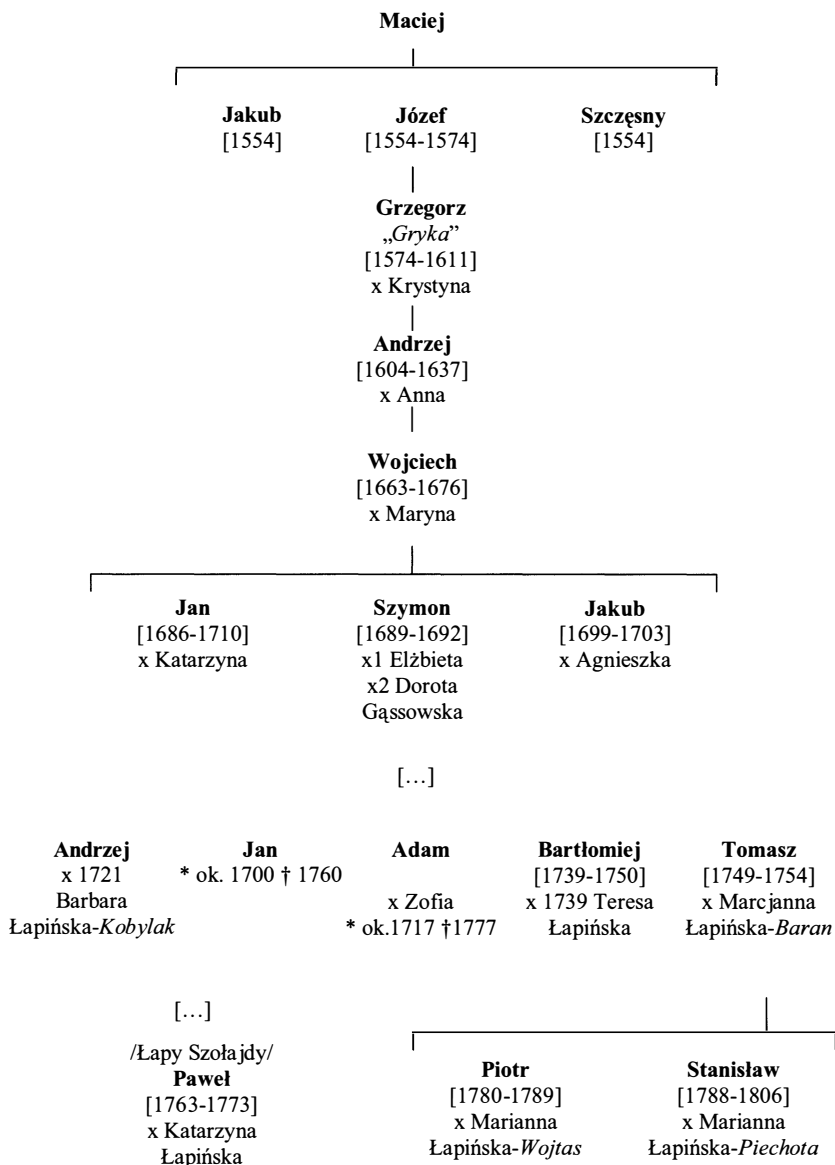 Maciej
Jakub Józef Szczęsny
[1554] [1554-1574] [1554]
Grzegorz
„Gryka”
[1574-1611]
x Krystyna
Andrzej
[1604-1637]
x Anna
Wojciech
[1663-1676]
x Maryna
Jan Szymon Jakub
[1686-1710] [1689-1692] [1699-1703]
x Katarzyna x1 Elżbieta x Agnieszka
x2 Dorota
Gąssowska
[…]
Andrzej Jan Adam Bartłomiej Tomasz
x 1721 * ok. 1700 † 1760 [1739-1750] [1749-1754]
Barbara x Zofia x 1739 Teresa x Marcjanna
Łapińska-Kobylak * ok.1717 †1777 Łapińska Łapińska-Baran
[…]
/Łapy Szołajdy/
Paweł Piotr Stanisław
[1763-1773] [1780-1789] [1788-1806]
x Katarzyna x Marianna x Marianna
Łapińska Łapińska-Wojtas Łapińska-Piechota